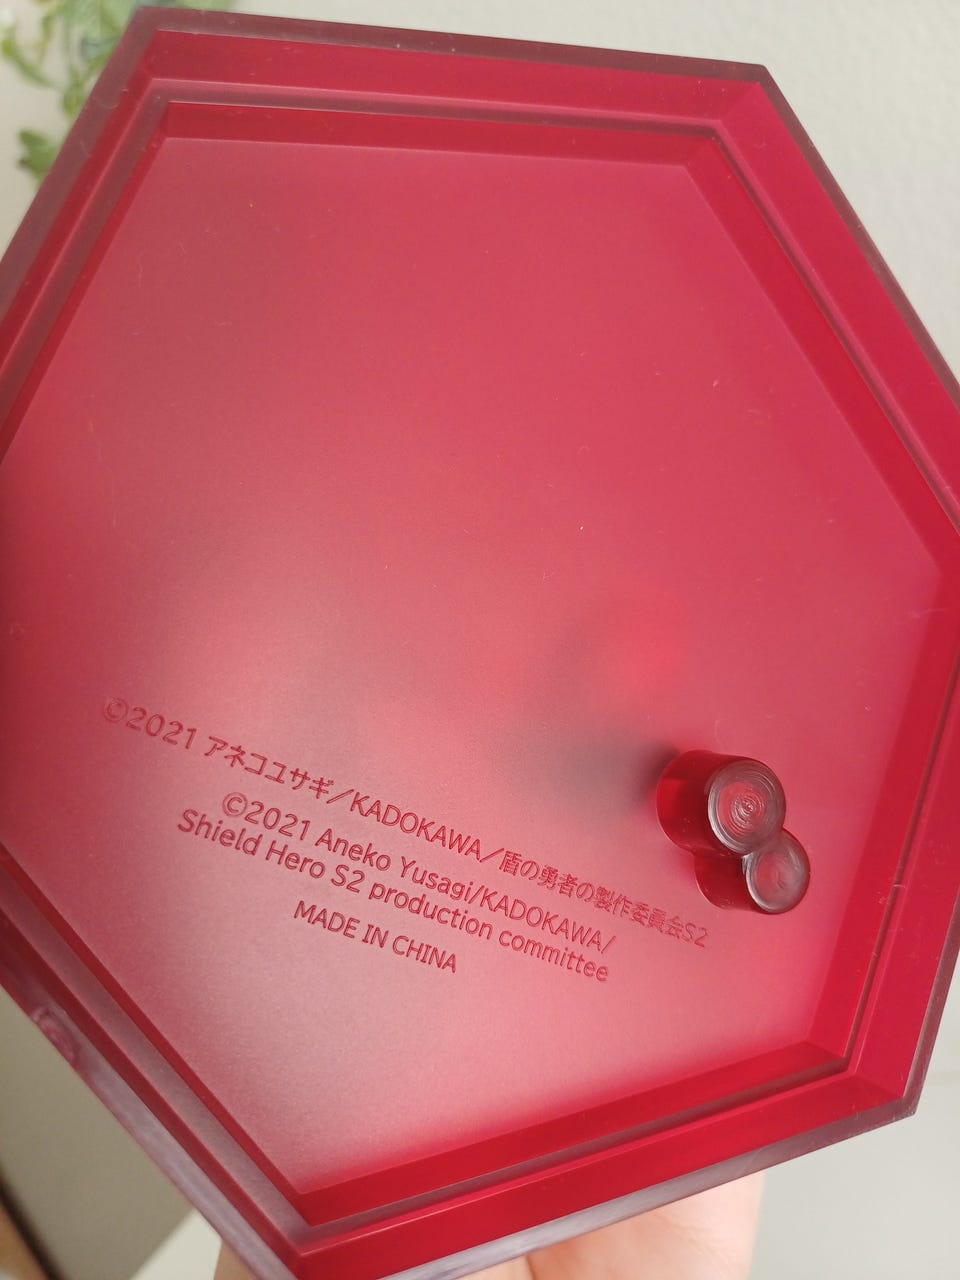 ©2021 アネコユサギ/KADOKAWA/盾の勇者の製作委員会S2
©2021 Aneko Yusagi/KADOKAWA/
Shield Hero S2 production committee
MADE IN CHINA